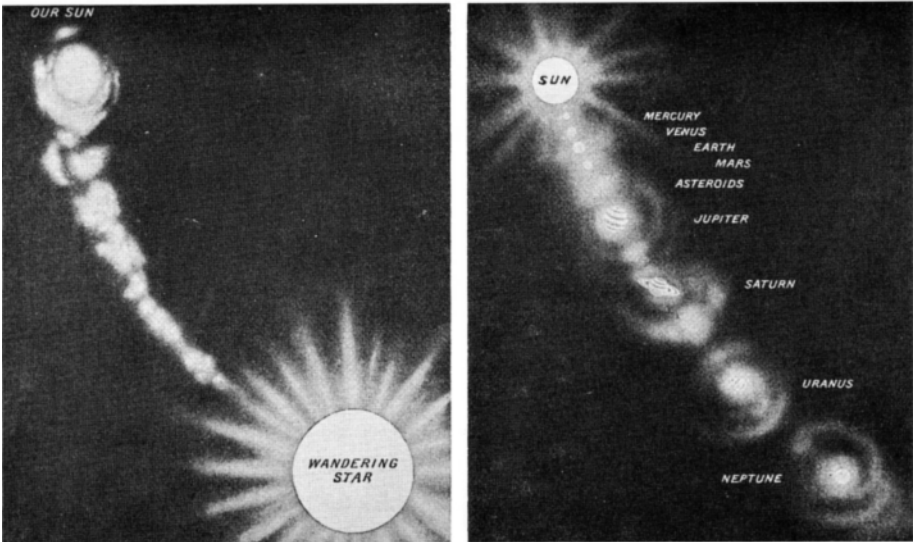 OUR SUN
WANDERING
STAR
SUN
MERCURY
VENUS
EARTH
MARS
ASTEROIDS
JUPITER
SATURN
URANUS
NEPTUNE